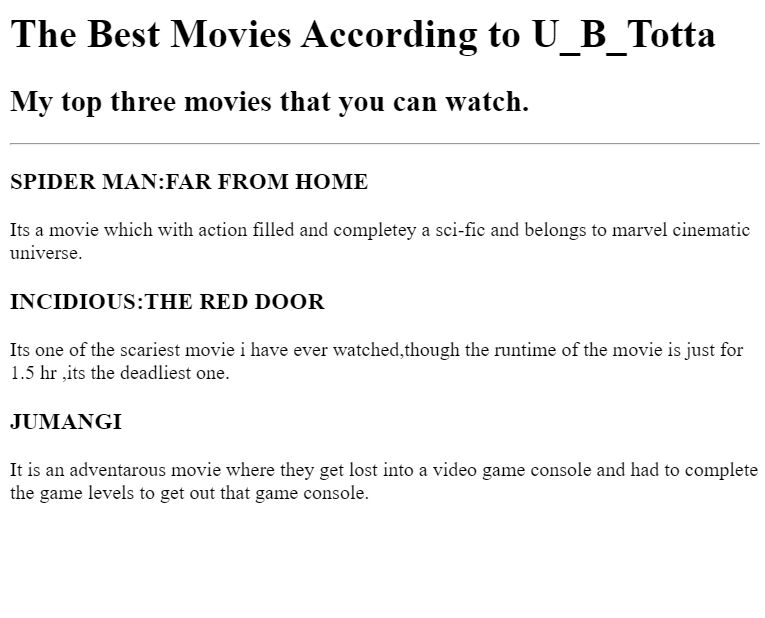 The Best Movies According to U_B_Totta
My top three movies that you can watch.
SPIDER MAN:FAR FROM HOME
Its a movie which with action filled and completey a sci-fic and belongs to marvel cinematic
universe.
INCIDIOUS:THE RED DOOR
Its one of the scariest movie i have ever watched,though the runtime of the movie is just for
1.5 hr ,its the deadliest one.
JUMANGI
It is an adventarous movie where they get lost into a video game console and had to complete
the game levels to get out that game console.